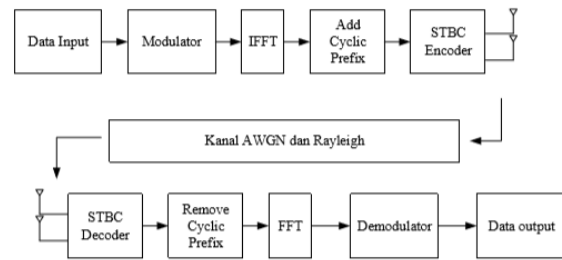 Data Input
Modulator
IFFT
Add
Cyclic
Prefix
STBC
Encoder
Kanal AWGN dan Rayleigh
STBC
Decoder
Remove
Cyclic
Prefix
FFT
Demodulator
Data output